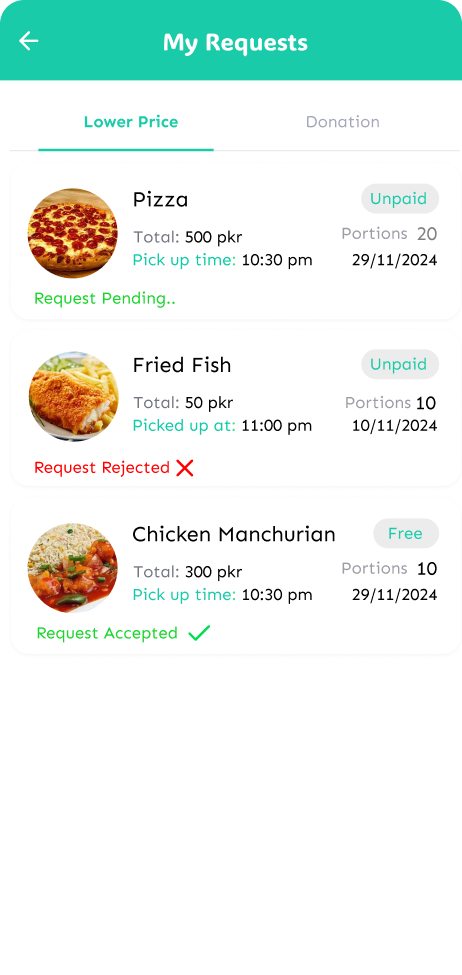 My Requests
Lower Price Donation
Pizza Unpaid
Total: 500 pkr Portions 20
Pick up time: 10:30 pm 29/11/2024
Request Pending..
Fried Fish Unpaid
Total: 50 pkr Portions 10
Picked up at: 11:00 pm 10/11/2024
Request Rejected
Chicken Manchurian Free
Total: 300 pkr Portions 10
Pick up time: 10:30 pm 29/11/2024
Request Accepted